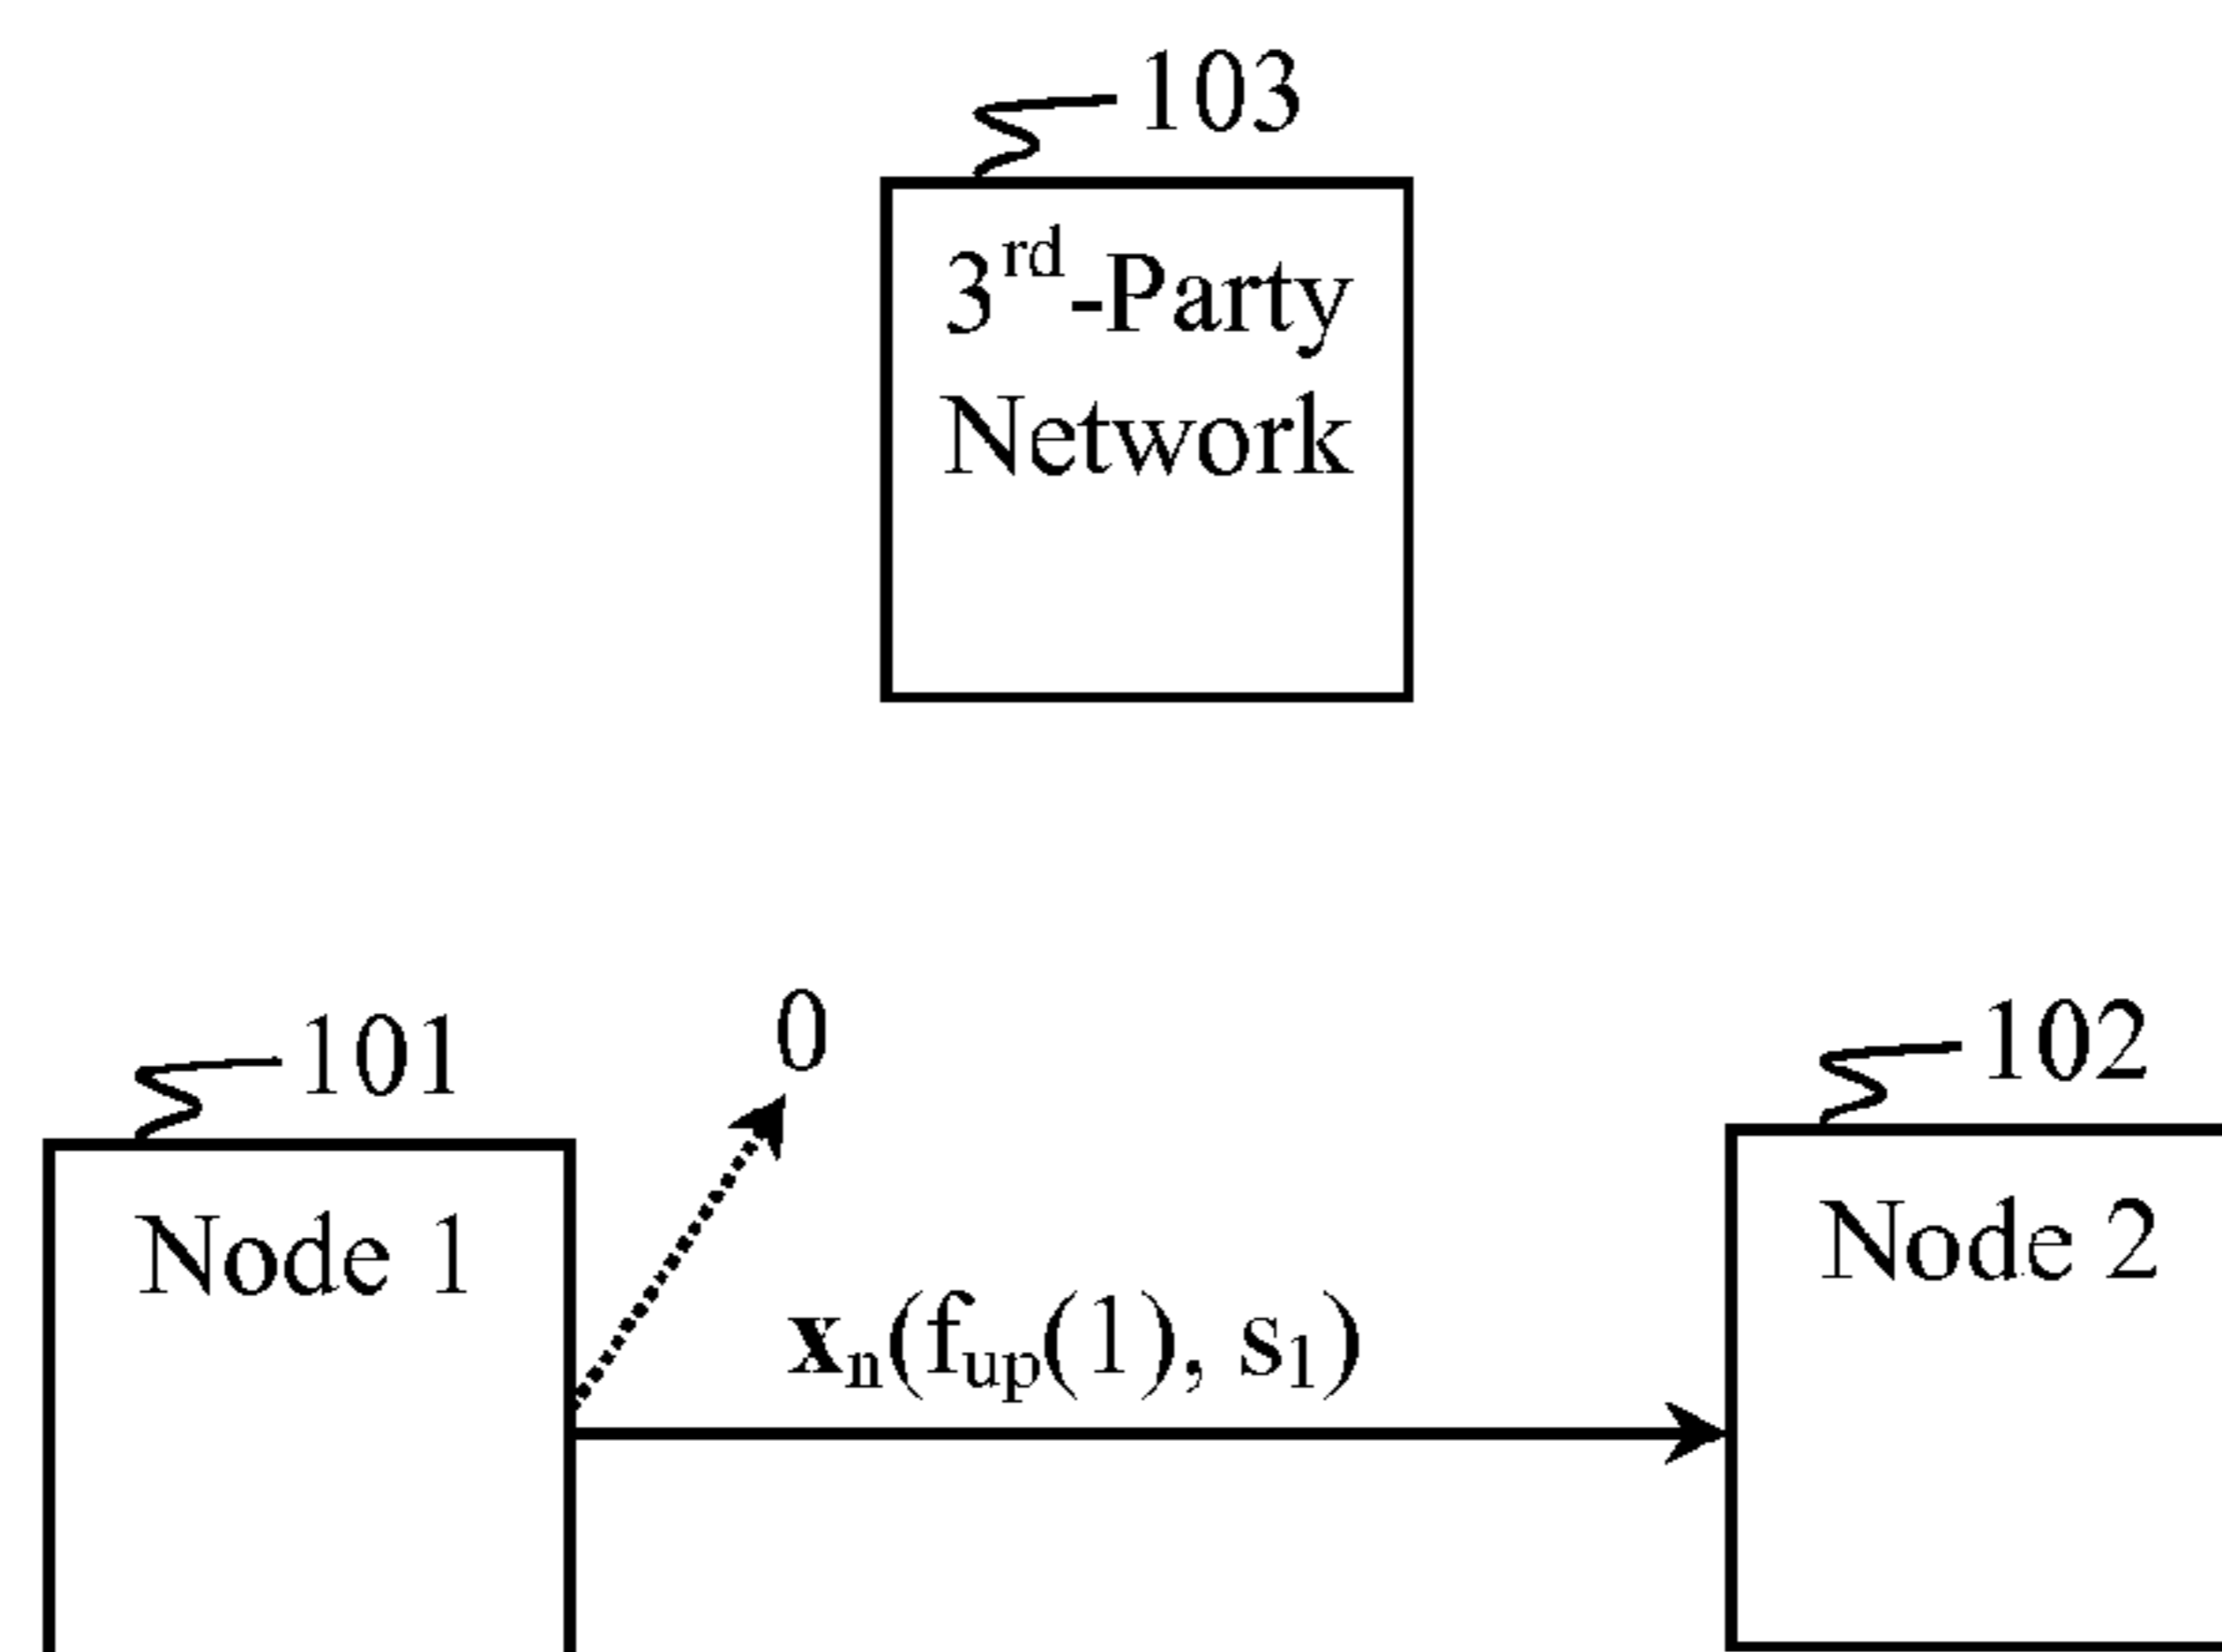 103
3rd-Party
Network
0
101
102
Node 1
Node 2
xn(fup(1), s1)